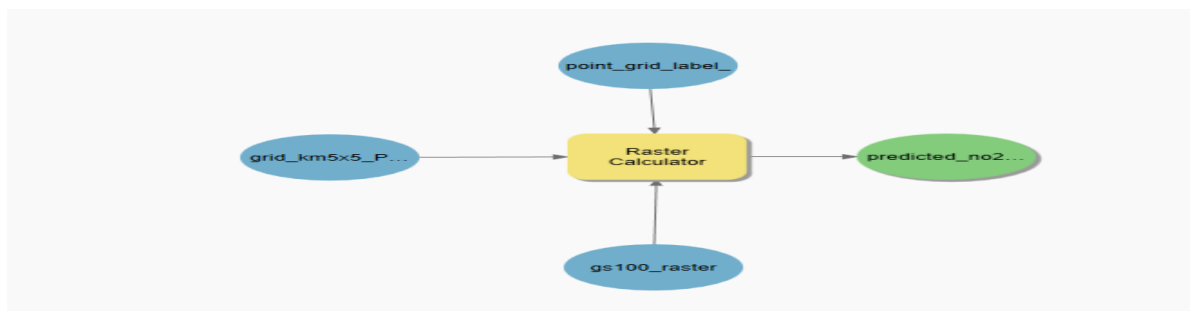 point_grid_label_
grid_km5x5_P...
Raster
Calculator
predicted_no2...
gs100_raster